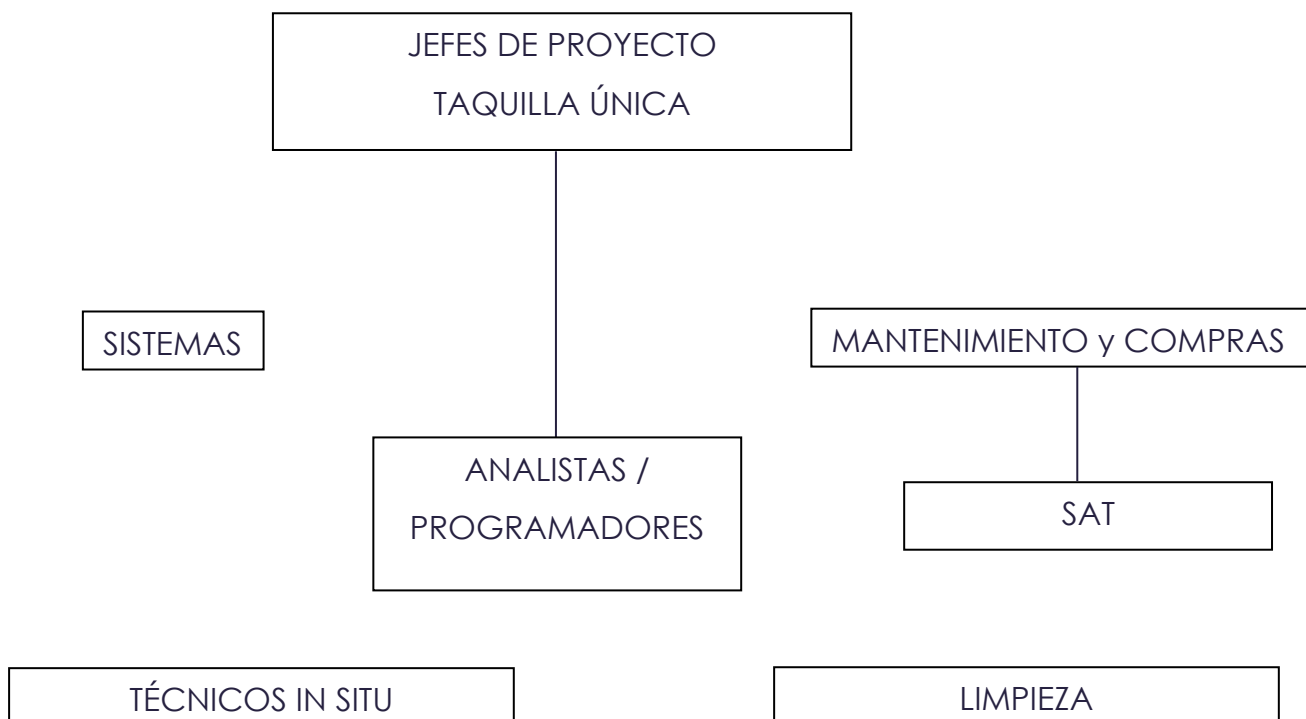 JEFES DE PROYECTO
TAQUILLA ÚNICA
SISTEMAS
MANTENIMIENTO y COMPRAS
ANALISTAS /
PROGRAMADORES
SAT
TÉCNICOS IN SITU
LIMPIEZA